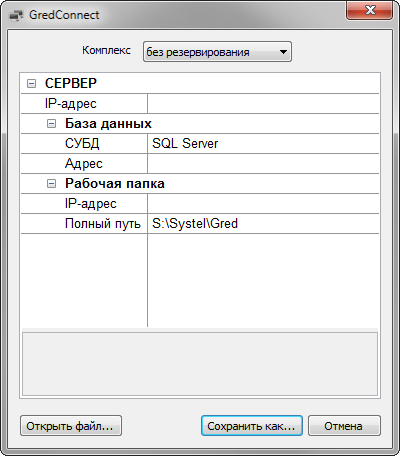 GredConnect
Комплекс без резервирования
СЕРВЕР
IP-адрес
База данных
СУБД SQL Server
Адрес
Рабочая папка
IP-адрес
Полный путь S:\Systel\Gred
Открыть файл... Сохранить как... Отмена